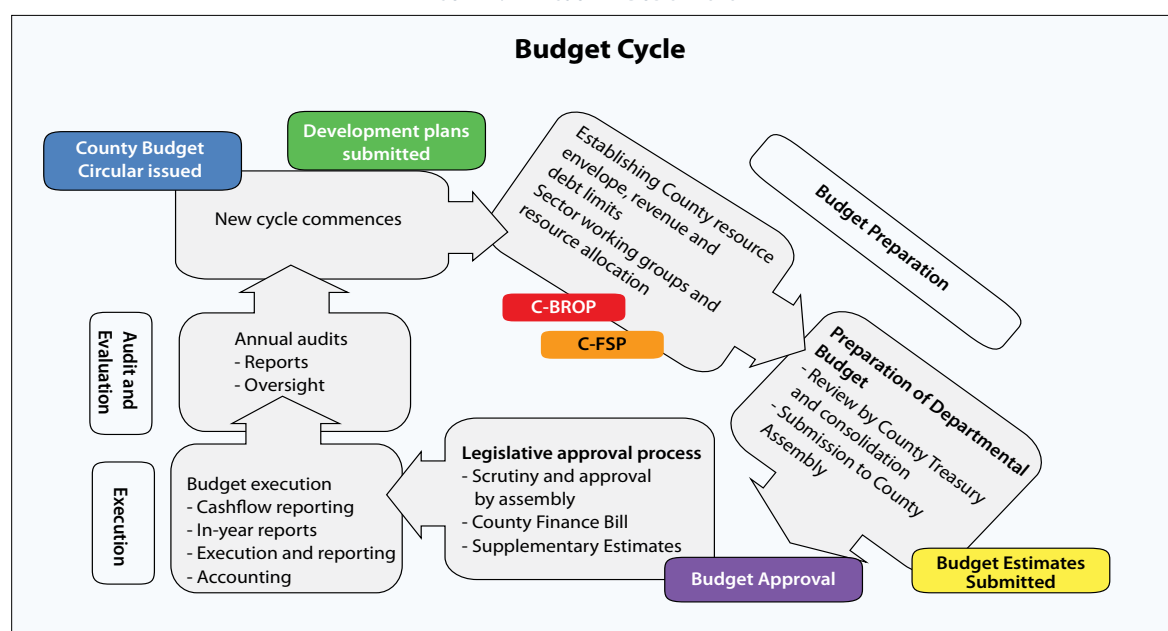 Budget Cycle
County Budget
Circular issued
Development plans
submitted
New cycle commences
Establishing County resource
envelope, revenue and
debt limits
Sector working groups and
resource allocation
C-BROP
C-FSP
Budget Preparation
Preparation of Departmental
Budget
- Review by County Treasury
and consolidation
- Submission to County
Assembly
Budget Estimates
Submitted
Legislative approval process
- Scrutiny and approval
by assembly
- County Finance Bill
- Supplementary Estimates
Budget Approval
Budget execution
- Cashflow reporting
- In-year reports
- Execution and reporting
- Accounting
Execution
Annual audits
- Reports
- Oversight
Audit and
Evaluation